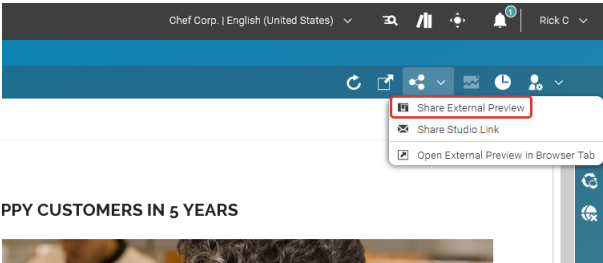 Chef Corp. | English (United States)
1
Rick C
Share External Preview
Share Studio Link
Open External Preview in Browser Tab
PPY CUSTOMERS IN 5 YEARS